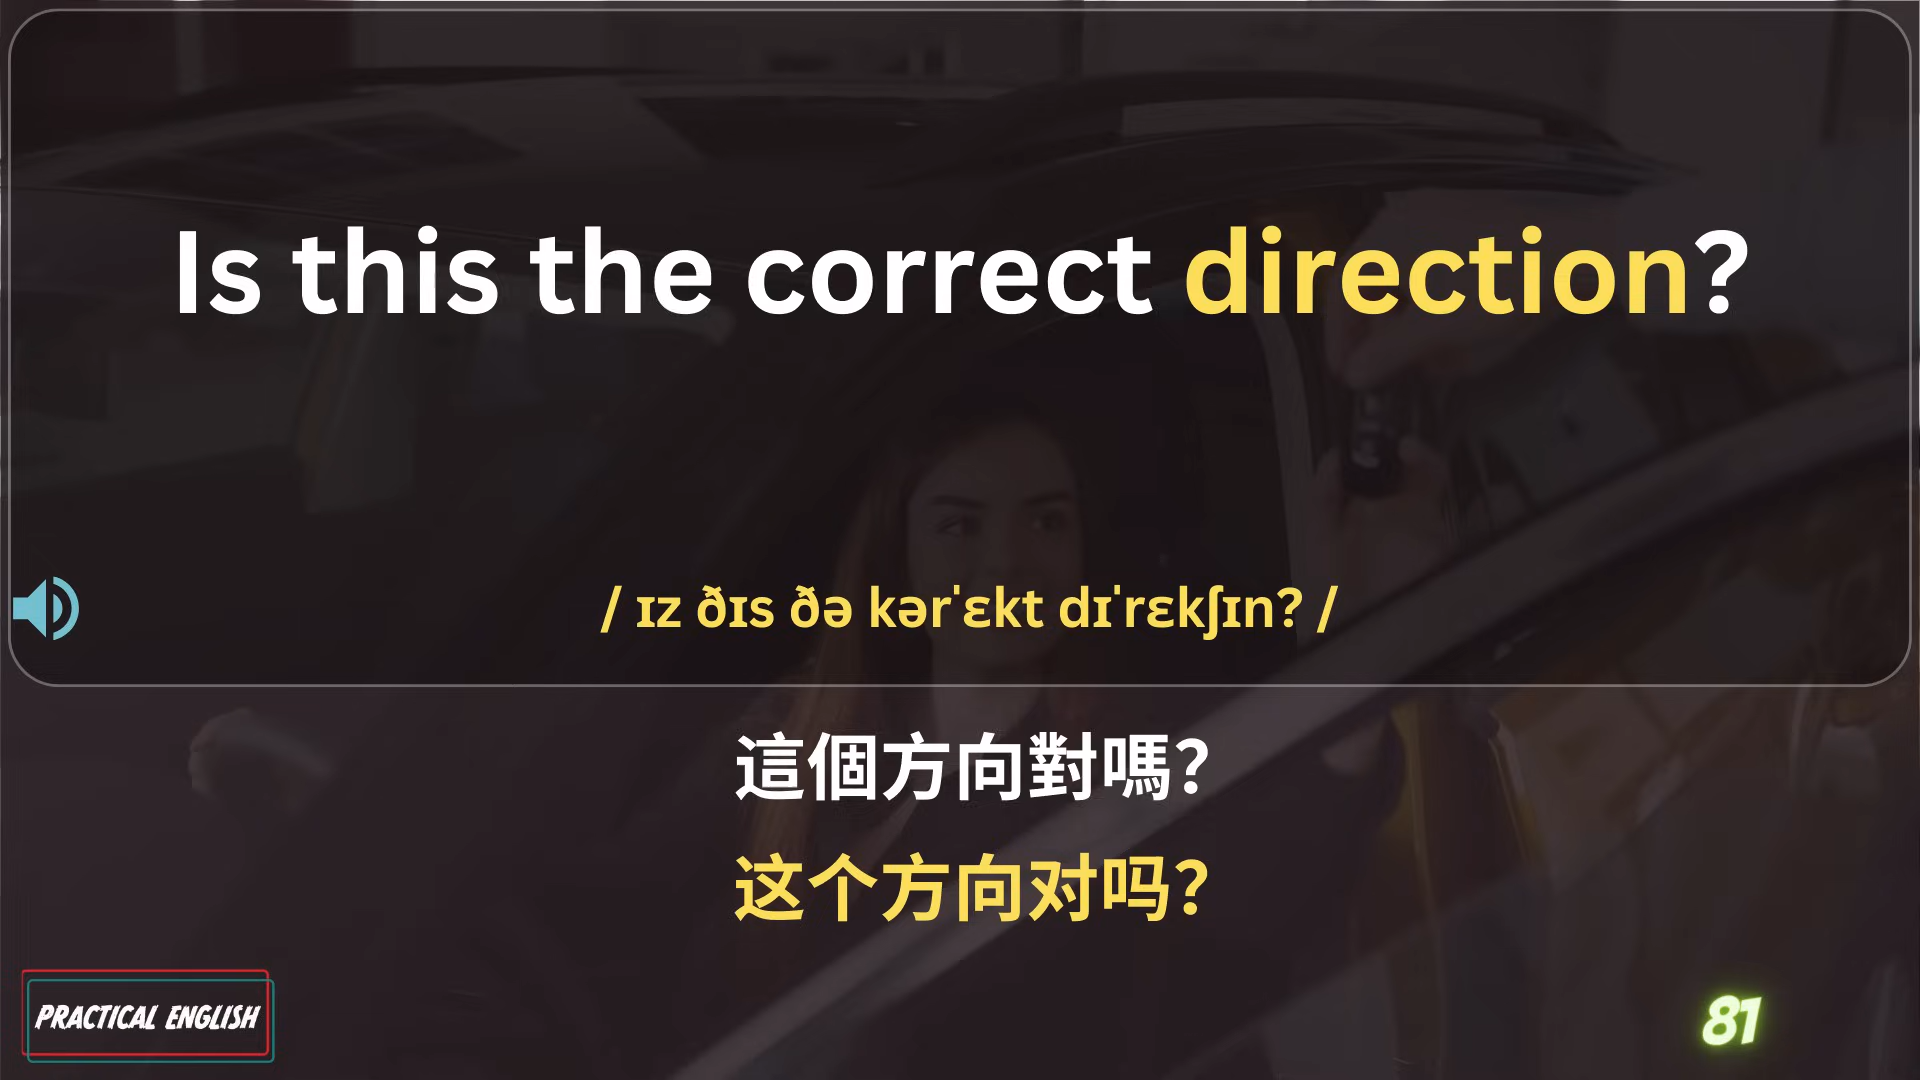 Is this the correct direction?
/ ɪz ðɪs ðə kərˈɛkt dɪˈrɛkʃɪn? /
這個方向對嗎?
这个方向对吗?
PRACTICAL ENGLISH
81